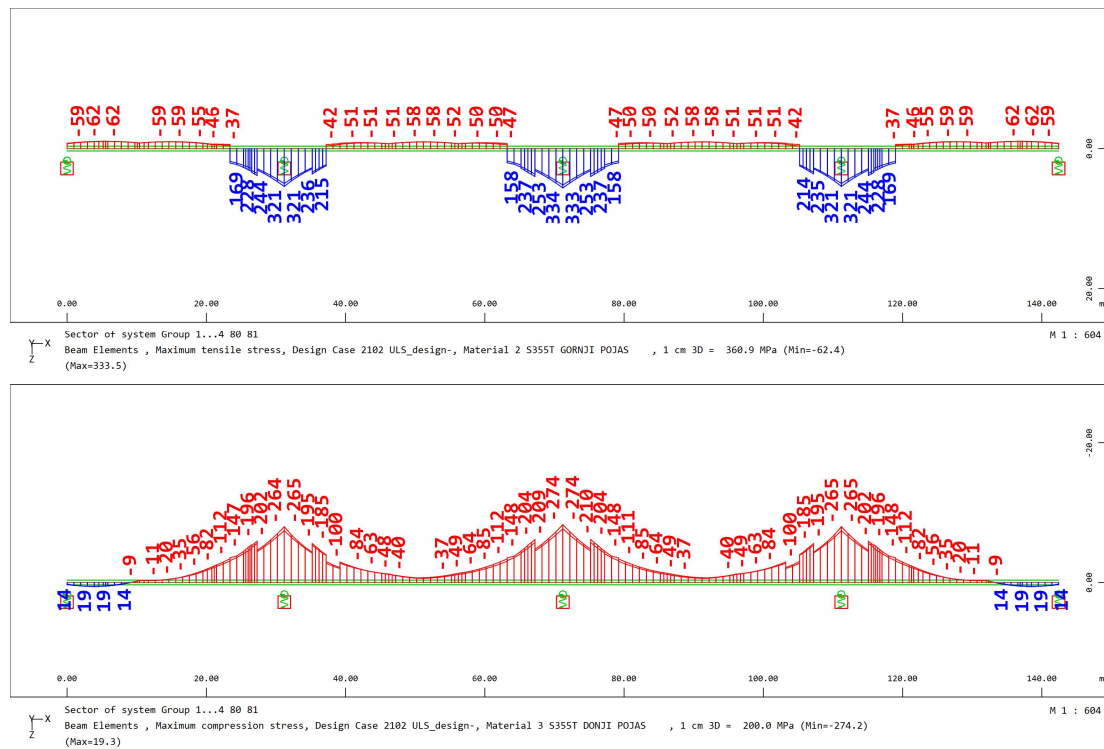 -59 -62 -62 -59 -59 -55 -46 -37 -42 -51 -51 -51 -58 -58 -52 -50 -50 -47 -47 -50 -50 -52 -58 -58 -51 -51 -51 -42 -37 -46 -55 -59 -59 -62 -62 -59
0.00
169 228 244 321 321 236 215 158 237 253 334 333 253 237 158 214 235 321 321 244 228 169
20.00
0.00 20.00 40.00 60.00 80.00 100.00 120.00 140.00 m
Y X Z
Sector of system Group 1...4 80 81 M 1 : 604
Beam Elements , Maximum tensile stress, Design Case 2102 ULS_design-, Material 2 S355T GORNJI POJAS , 1 cm 3D = 360.9 MPa (Min=-62.4)
(Max=333.5)
-20.00
-9 -11 -20 -35 -56 -82 -112 -147 -196 -202 -264 -265 -195 -185 -100 -84 -63 -48 -40 -37 -49 -64 -85 -112 -148 -204 -209 -274 -274 -210 -204 -148 -111 -85 -64 -49 -37 -40 -49 -63 -84 -100 -185 -195 -265 -265 -202 -196 -148 -112 -82 -56 -35 -20 -11 -9
0.00
14 19 19 14 14 19 19 14
0.00 20.00 40.00 60.00 80.00 100.00 120.00 140.00 m
Y X Z
Sector of system Group 1...4 80 81 M 1 : 604
Beam Elements , Maximum compression stress, Design Case 2102 ULS_design-, Material 3 S355T DONJI POJAS , 1 cm 3D = 200.0 MPa (Min=-274.2)
(Max=19.3)